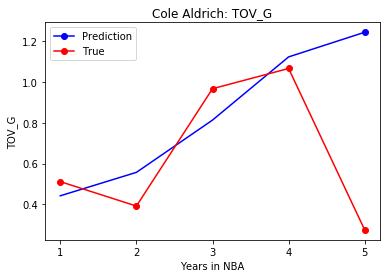 Cole Aldrich: TOV_G
Prediction
True
TOV_G
1.2
1.0
0.8
0.6
0.4
1 2 3 4 5
Years in NBA